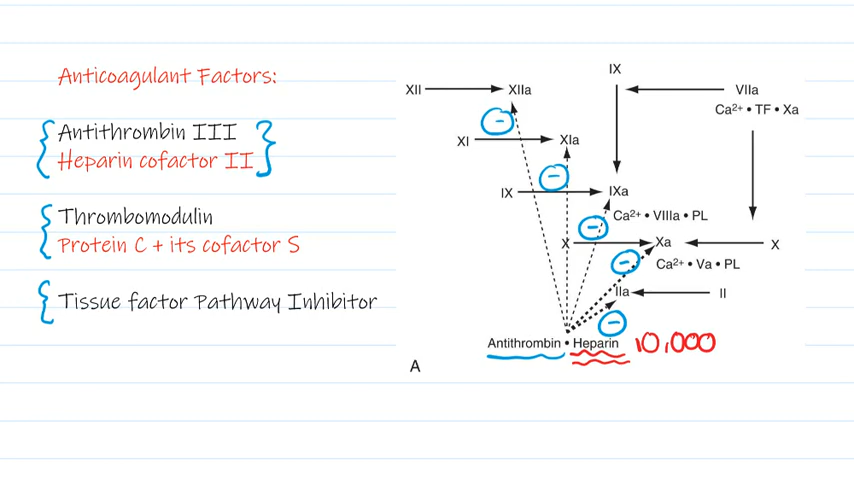 Anticoagulant Factors:
Antithrombin III
Heparin cofactor II
Thrombomodulin
Protein C + its cofactor S
Tissue factor Pathway Inhibitor
IX
XII
XIIa
VIIa
Ca2+ • TF • Xa
XI
XIa
IX
IXa
Ca2+ • VIIIa • PL
X
Xa
X
Ca2+ • Va • PL
IIa
II
Antithrombin • Heparin 10,000
A